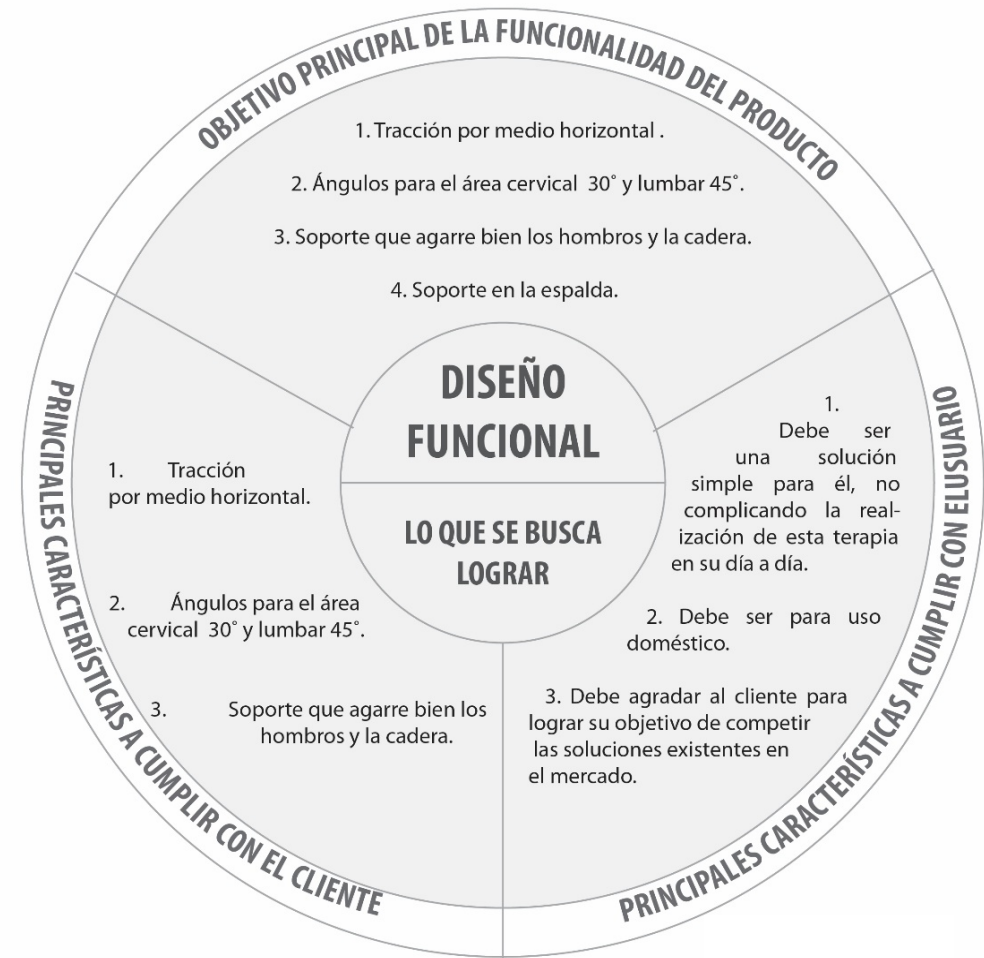 OBJETIVO PRINCIPAL DE LA FUNCIONALIDAD DEL PRODUCTO
1. Tracción por medio horizontal .
2. Ángulos para el área cervical 30° y lumbar 45°.
3. Soporte que agarre bien los hombros y la cadera.
4. Soporte en la espalda.
DISEÑO
FUNCIONAL
LO QUE SE BUSCA
LOGRAR
PRINCIPALES CARACTERÍSTICAS A CUMPLIR CON EL CLIENTE
1. Tracción
por medio horizontal.
2. Ángulos para el área
cervical 30° y lumbar 45°.
3. Soporte que agarre bien los
hombros y la cadera.
PRINCIPALES CARACTERÍSTICAS A CUMPLIR CON ELUSUARIO
1.
Debe ser
una solución
simple para él, no
complicando la real-
ización de esta terapia
en su día a día.
2. Debe ser para uso
doméstico.
3. Debe agradar al cliente para
lograr su objetivo de competir
las soluciones existentes en
el mercado.